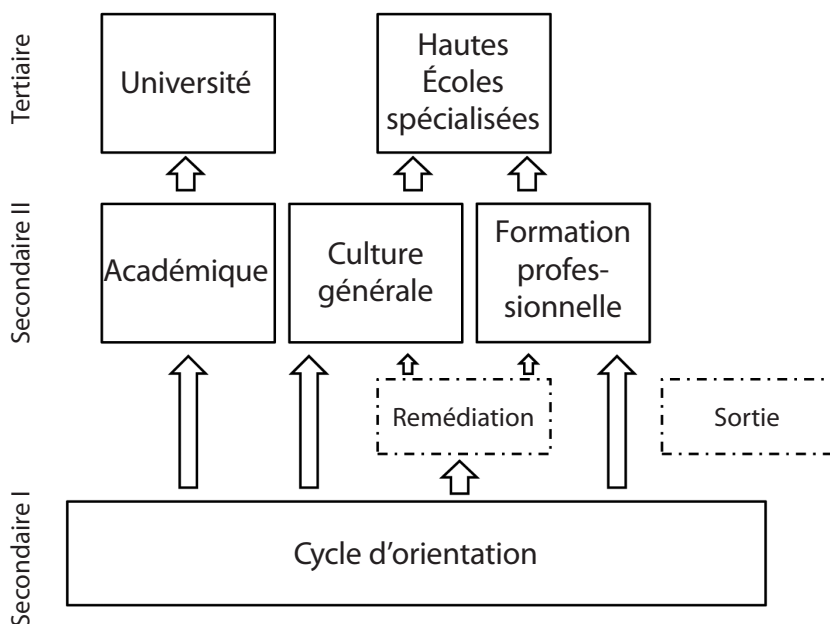 Tertiaire
Université
Hautes
Écoles
spécialisées
Secondaire II
Académique
Culture
générale
Formation
profes-
sionnelle
Remédiation
Sortie
Secondaire I
Cycle d'orientation